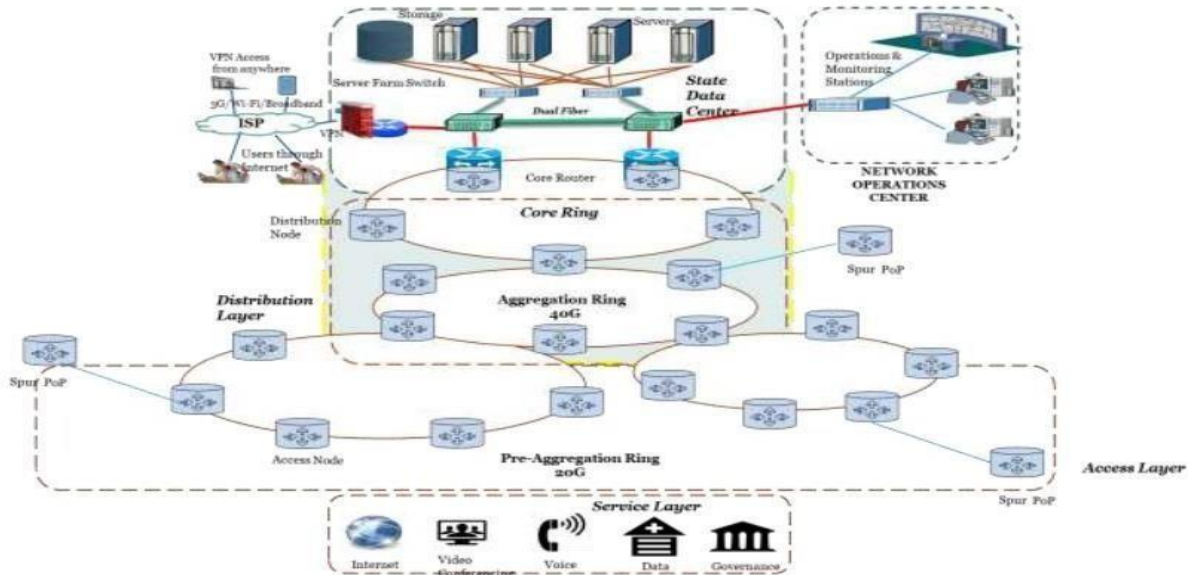 Storage
Servers
VPN Access
from anywhere
Operations &
Monitoring
Stations
Server Farm Switch
State
Data
Center
3G/Wi-Fi/Broadband
Dual Fiber
ISP
VPN
Users through
Internet
Core Router
NETWORK
OPERATIONS
CENTER
Core Ring
Distribution
Node
Spur PoP
Distribution
Layer
Aggregation Ring
40G
Spur PoP
Access Node
Pre-Aggregation Ring
20G
Access Layer
Spur PoP
Service Layer
Internet
Video
Conferencing
Voice
Data
Governance